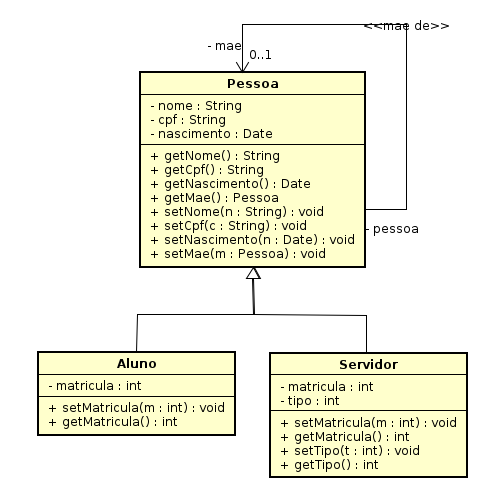 <<mae de>>
- mae
0..1
Pessoa
- nome : String
- cpf : String
- nascimento : Date
+ getNome() : String
+ getCpf() : String
+ getNascimento() : Date
+ getMae() : Pessoa
+ setNome(n : String) : void
+ setCpf(c : String) : void
+ setNascimento(n : Date) : void
+ setMae(m : Pessoa) : void
- pessoa
Aluno
- matricula : int
+ setMatricula(m : int) : void
+ getMatricula() : int
Servidor
- matricula : int
- tipo : int
+ setMatricula(m : int) : void
+ getMatricula() : int
+ setTipo(t : int) : void
+ getTipo() : int